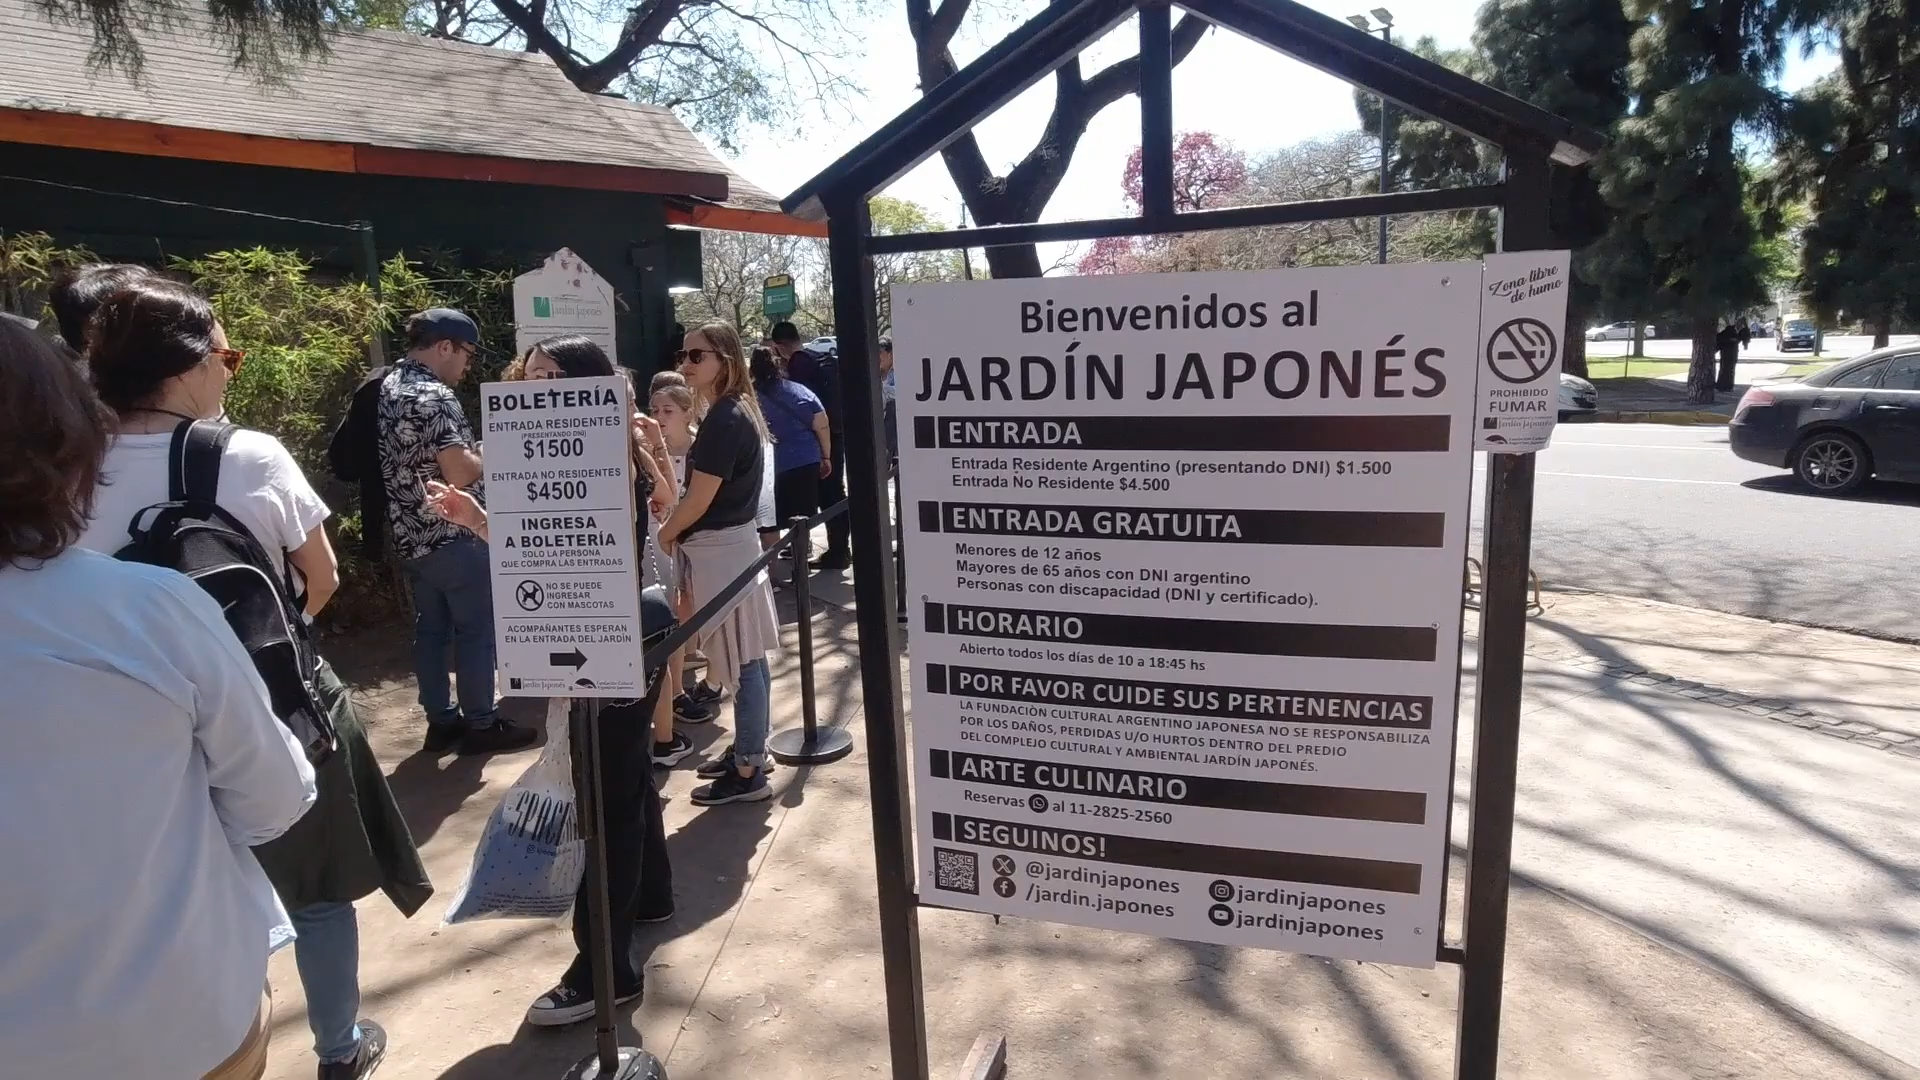 Jardín Japonés
BOLETERÍA
ENTRADA RESIDENTES
(PRESENTANDO DNI)
$1500
ENTRADA NO RESIDENTES
$4500
INGRESA
A BOLETERÍA
SOLO LA PERSONA
QUE COMPRA LAS ENTRADAS
NO SE PUEDE
INGRESAR
CON MASCOTAS
ACOMPAÑANTES ESPERAN
EN LA ENTRADA DEL JARDÍN
Jardín Japonés
SPACE
Bienvenidos al
JARDÍN JAPONÉS
ENTRADA
Entrada Residente Argentino (presentando DNI) $1.500
Entrada No Residente $4.500
ENTRADA GRATUITA
Menores de 12 años
Mayores de 65 años con DNI argentino
Personas con discapacidad (DNI y certificado).
HORARIO
Abierto todos los días de 10 a 18:45 hs
POR FAVOR CUIDE SUS PERTENENCIAS
LA FUNDACIÒN CULTURAL ARGENTINO JAPONESA NO SE RESPONSABILIZA
POR LOS DAÑOS, PERDIDAS U/O HURTOS DENTRO DEL PREDIO
DEL COMPLEJO CULTURAL Y AMBIENTAL JARDÍN JAPONÉS.
ARTE CULINARIO
Reservas al 11-2825-2560
SEGUINOS!
@jardinjapones
/jardin.japones
jardinjapones
jardinjapones
Zona libre
de humo
PROHIBIDO
FUMAR
Jardín Japonés